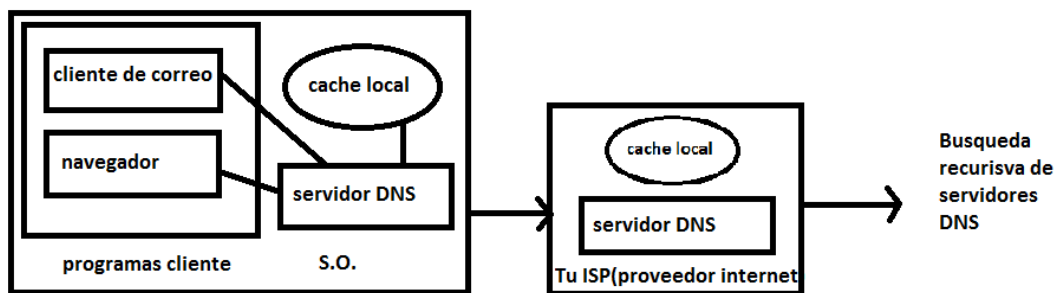 cliente de correo
cache local
navegador
servidor DNS
programas cliente
S.O.
cache local
servidor DNS
Tu ISP(proveedor internet
Busqueda
recurisva de
servidores
DNS